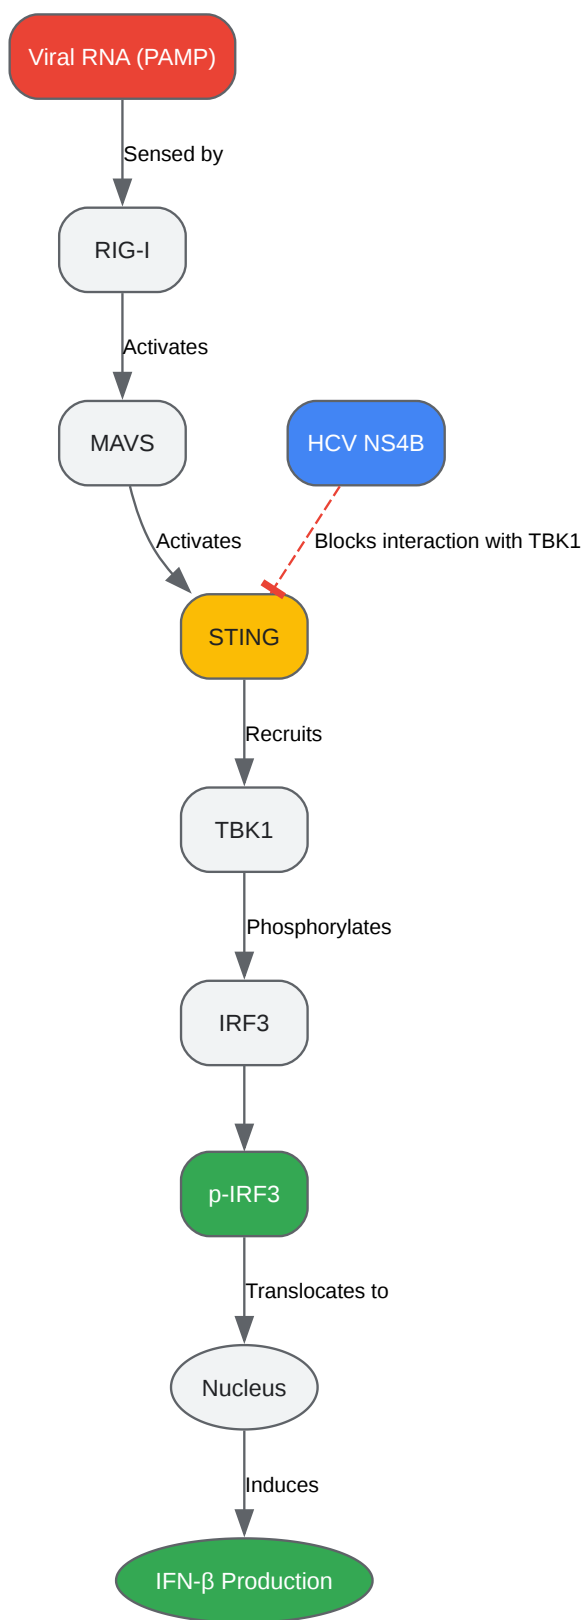 Viral RNA (PAMP)
Sensed by
RIG-I
Activates
MAVS
HCV NS4B
Activates
Blocks interaction with TBK1
STING
Recruits
TBK1
Phosphorylates
IRF3
p-IRF3
Translocates to
Nucleus
Induces
IFN-β Production